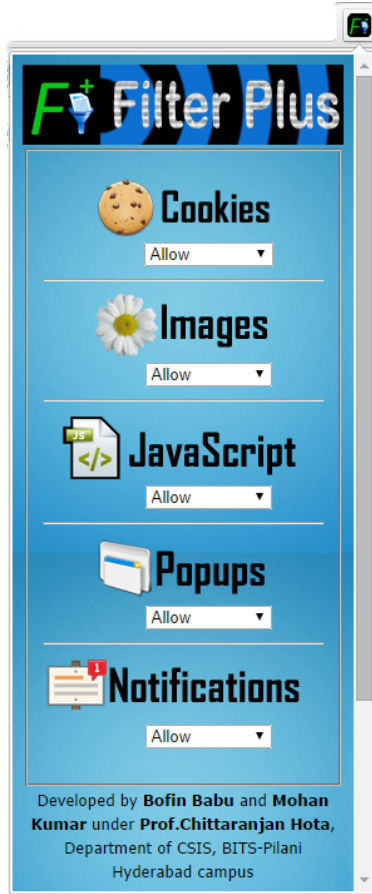 F+ Filter Plus
Cookies
Allow
Images
Allow
JS
</>
JavaScript
Allow
Popups
Allow
1
Notifications
Allow
Developed by Bofin Babu and Mohan
Kumar under Prof.Chittaranjan Hota,
Department of CSIS, BITS-Pilani
Hyderabad campus